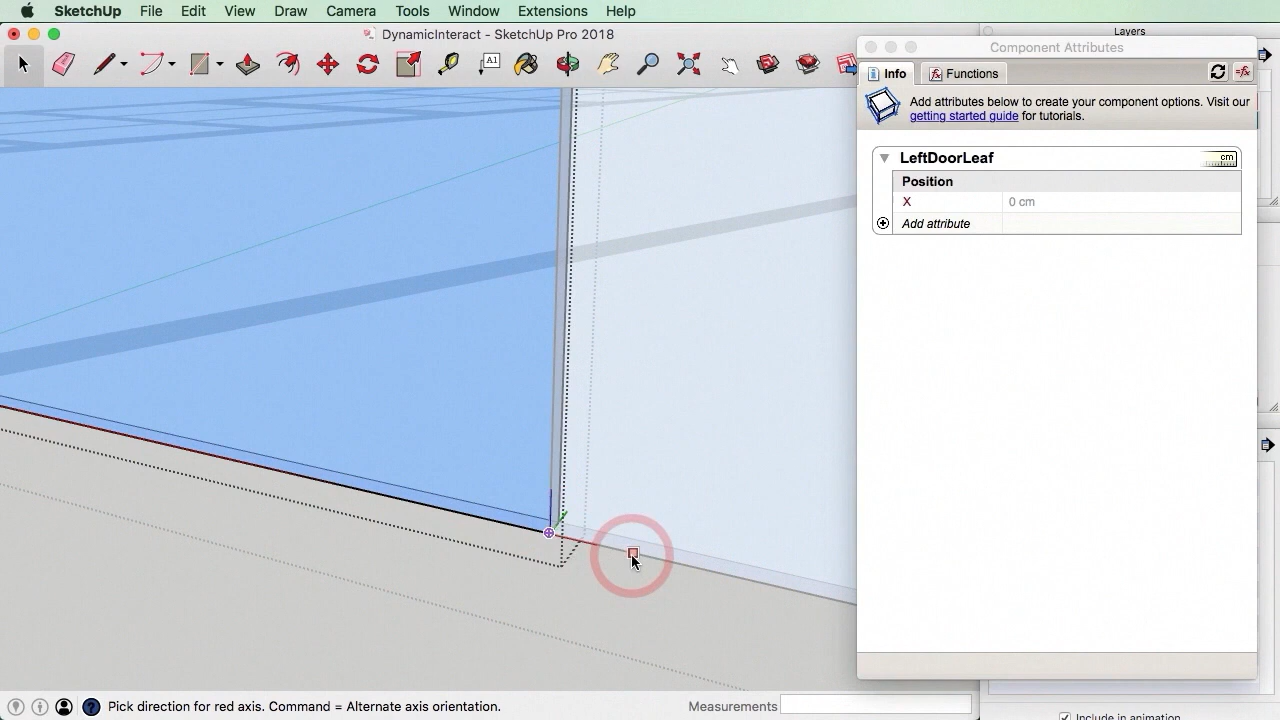 SketchUp File Edit View Draw Camera Tools Window Extensions Help
DynamicInteract - SketchUp Pro 2018
Layers
Component Attributes
Info
Functions
Add attributes below to create your component options. Visit our
getting started guide for tutorials.
LeftDoorLeaf
cm
Position
X 0 cm
Add attribute
A1
Pick direction for red axis. Command = Alternate axis orientation.
Measurements
Include in animation